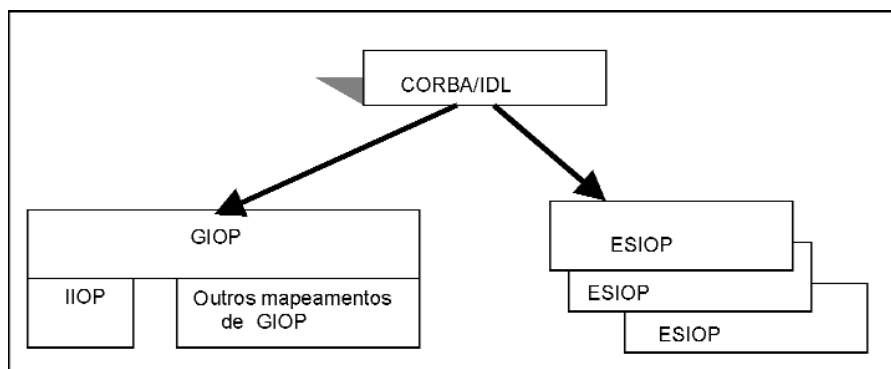 CORBA/IDL
GIOP
IIOP
Outros mapeamentos
de GIOP
ESIOP
ESIOP
ESIOP